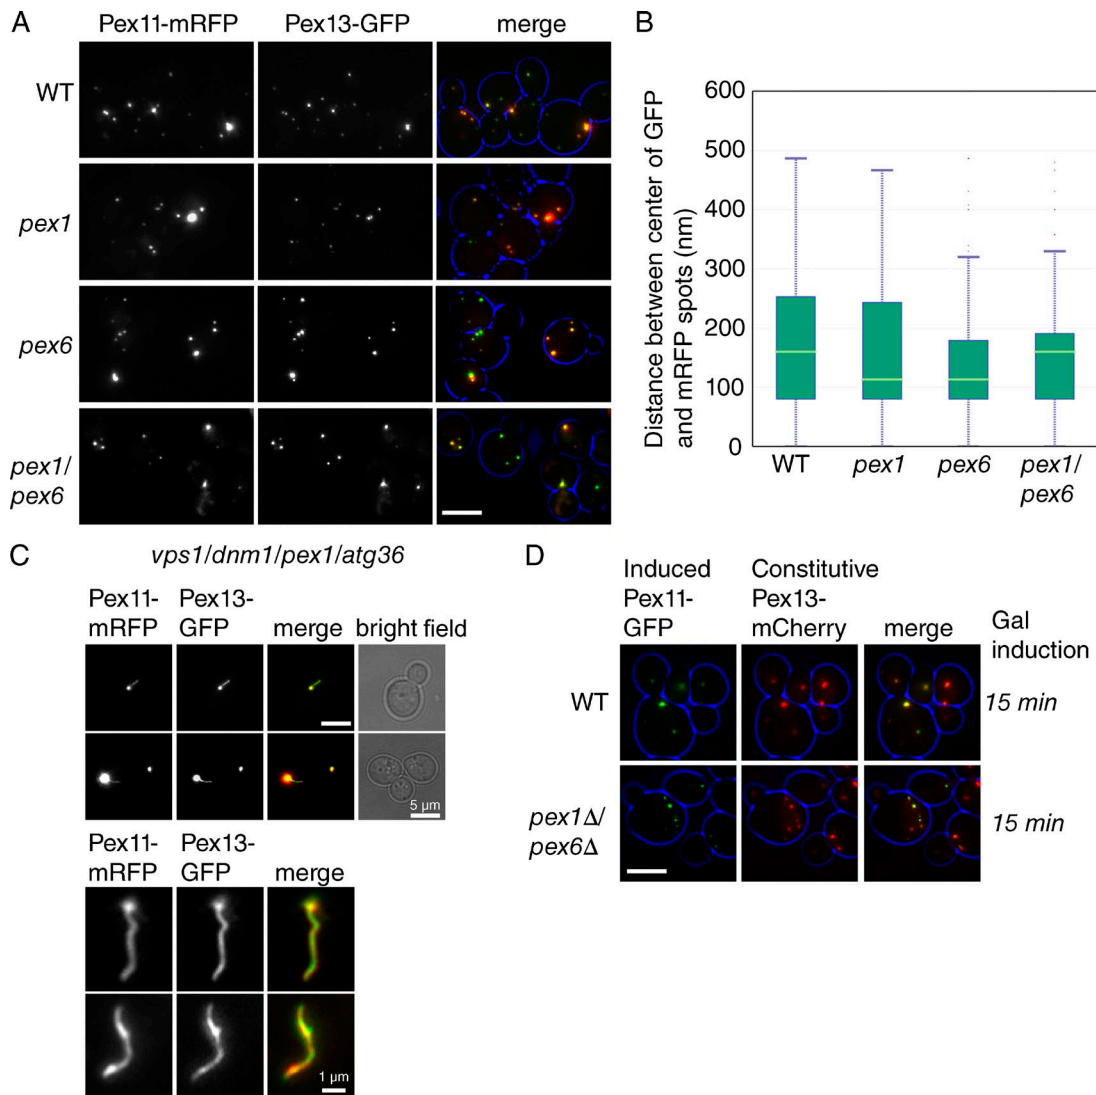 A
Pex11-mRFP Pex13-GFP merge
WT
pex1
pex6
pex1/
pex6
B
Distance between center of GFP
and mRFP spots (nm)
600
500
400
300
200
100
0
WT pex1 pex6 pex1/
pex6
C
vps1/dnm1/pex1/atg36
Pex11-
mRFP
Pex13-
GFP
merge
bright field
5 µm
Pex11-
mRFP
Pex13-
GFP
merge
1 µm
D
Induced
Pex11-
GFP
Constitutive
Pex13-
mCherry
merge
Gal
induction
WT
15 min
pex1Δ/
pex6Δ
15 min